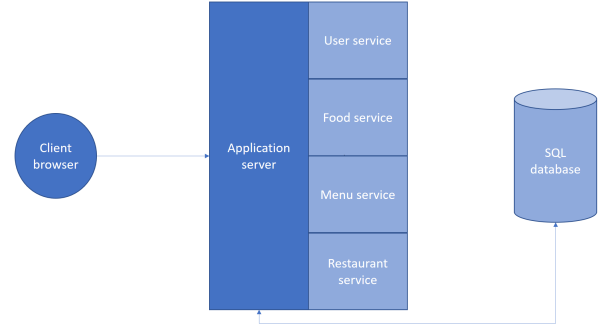 Client
browser
Application
server
User service
Food service
Menu service
Restaurant
service
SQL
database